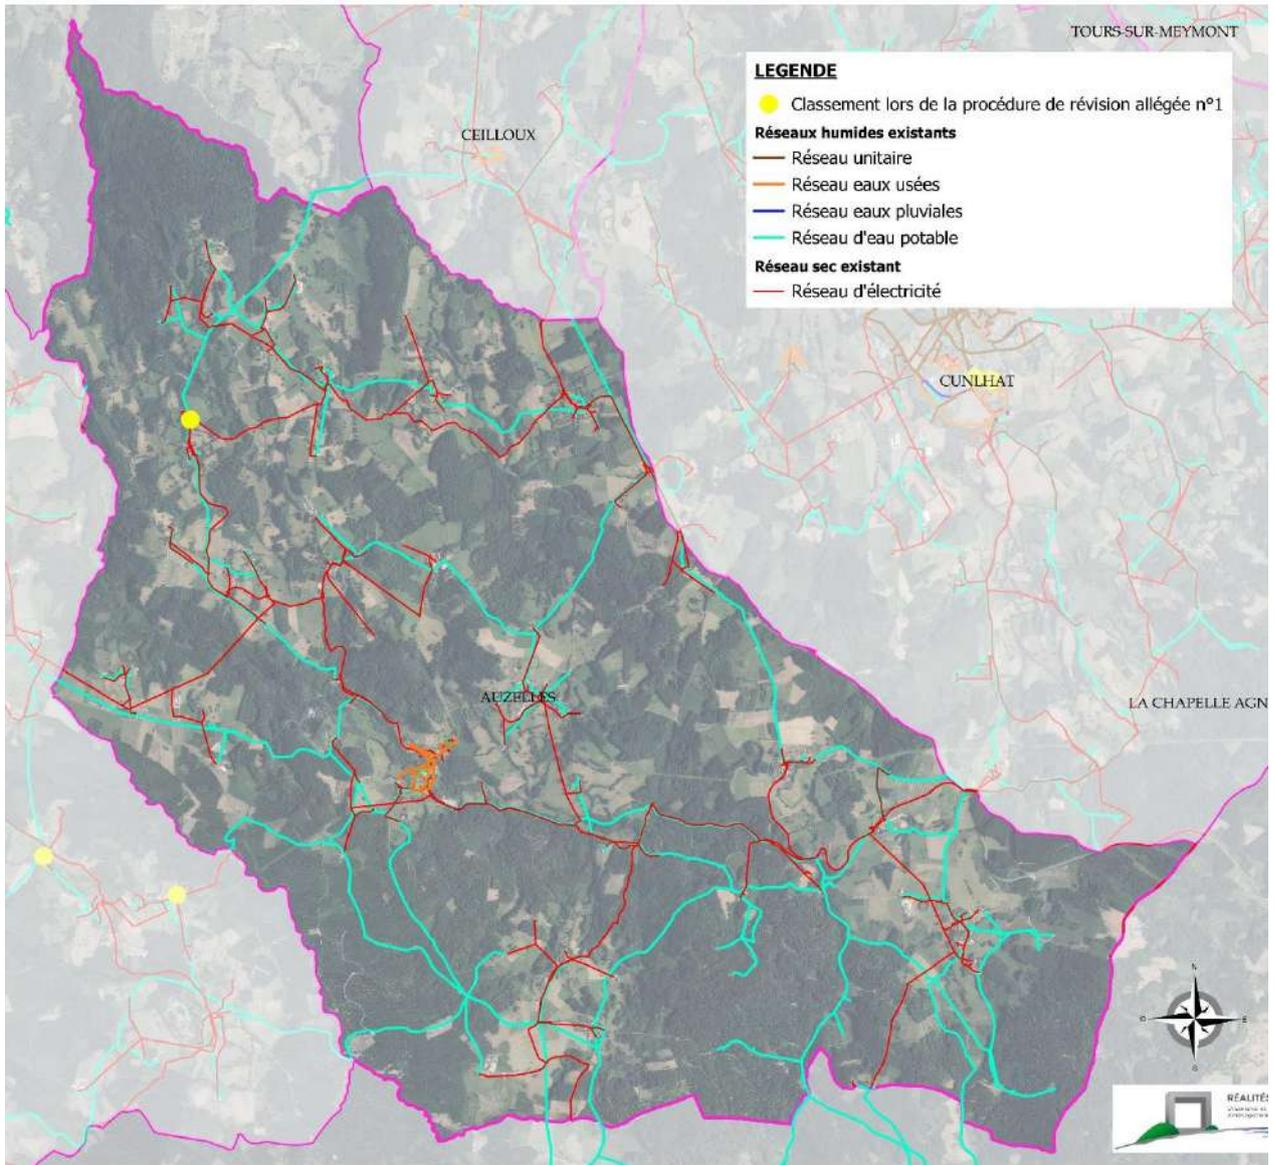 TOURS-SUR-MEYMONT
LEGENDE
Classement lors de la procédure de révision allégée n°1
Réseaux humides existants
Réseau unitaire
Réseau eaux usées
Réseau eaux pluviales
Réseau d'eau potable
Réseau sec existant
Réseau d'électricité
CEILLOUX
CUNLHAT
AUZELLES
LA CHAPELLE AGN
N
O
E
S
RÉALITÉS